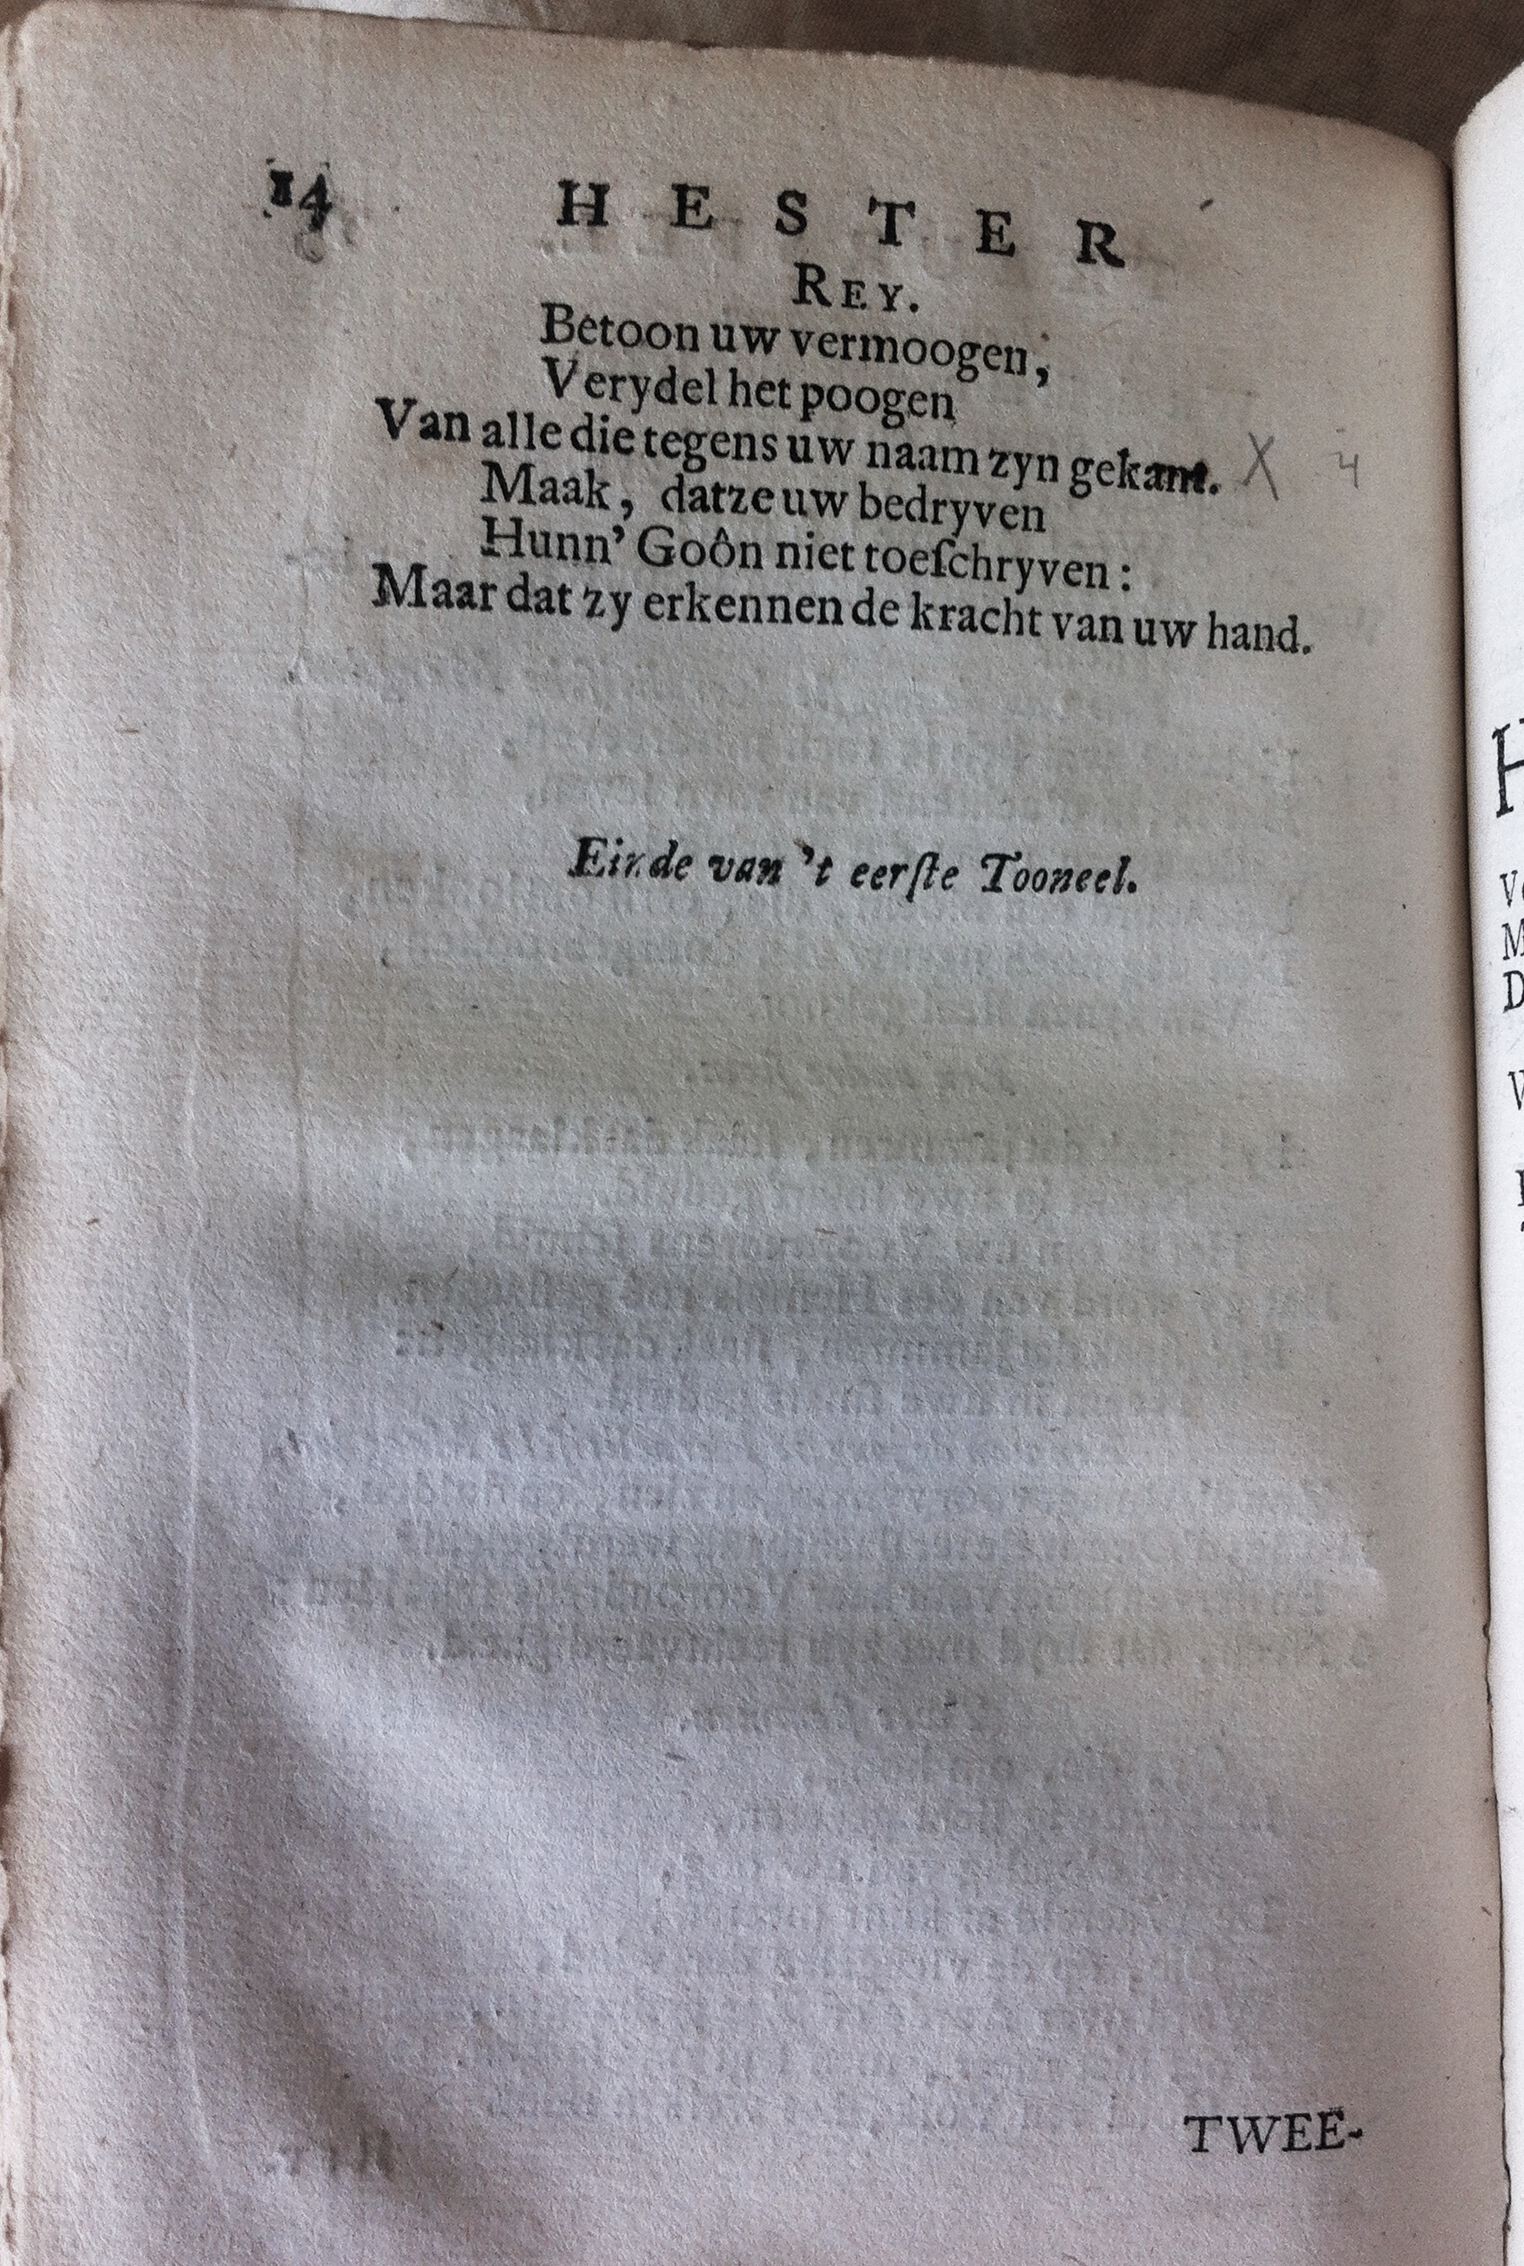 14 HESTER
REY.
Betoon uw vermoogen,
Verydel het poogen
Van alle die tegens uw naam zyn gekant. X 4
Maak, datze uw bedryven
Hunn' Goôn niet toeſchryven:
Maar dat zy erkennen de kracht van uw hand.
Einde van 't eerſte Tooneel.
TWEE-